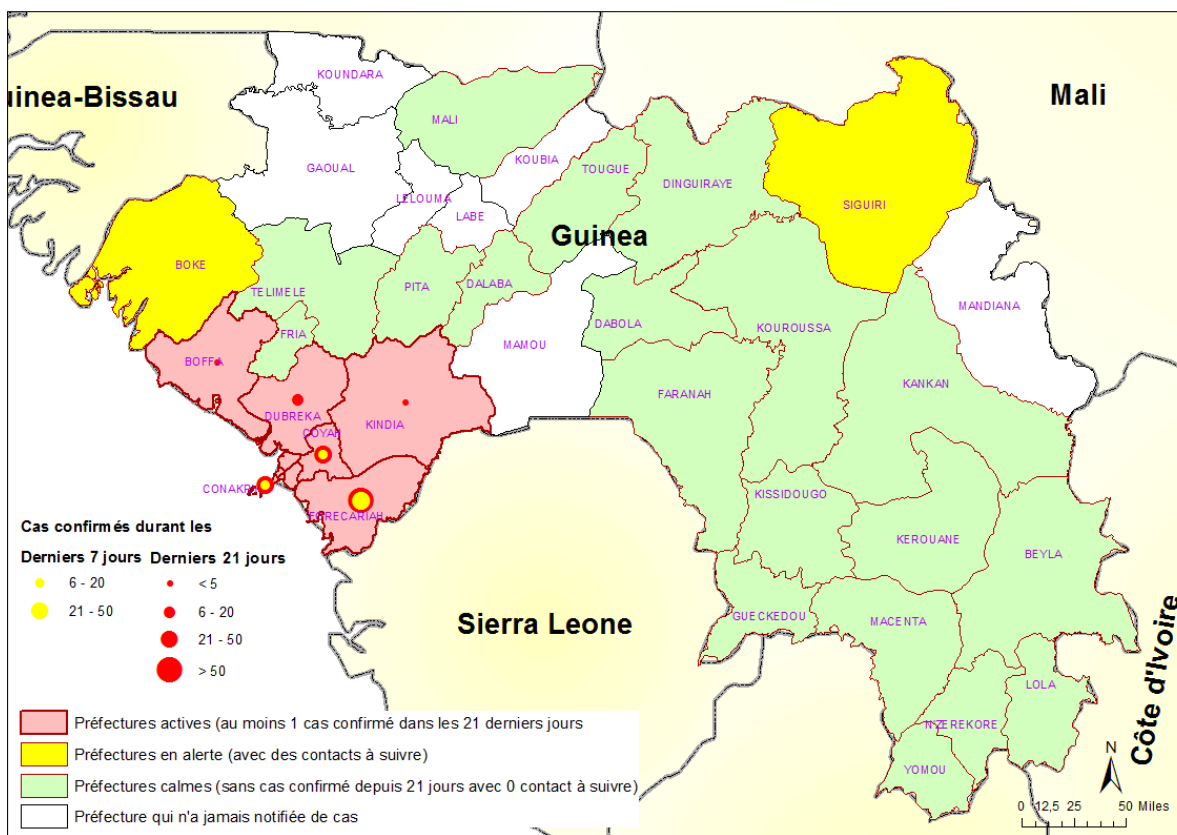 KOUNDARA
uinea-Bissau
Mali
MALI
KOUBIA
GAOUAL
TOUGUE
DINGUIRAYE
LELOUMA
LABE
SIGUIRI
Guinea
BOKE
TELIMELE
PITA
DALABA
MANDIANA
FRIA
DABOLA
KOUROUSSA
MAMOU
BOFFA
KANKAN
FARANAH
DUBREKA
KINDIA
COYAH
CONAKR
FORECARIAH
KISSIDOUGO
KEROUANE
BEYLA
GUECKEDOU
MACENTA
Sierra Leone
Côte d'Ivoire
LOLA
N'ZEREKORE
YOMOU
Cas confirmés durant les
Derniers 7 jours Derniers 21 jours
6 - 20 < 5
21 - 50 6 - 20
21 - 50
> 50
Préfectures actives (au moins 1 cas confirmé dans les 21 derniers jours
Préfectures en alerte (avec des contacts à suivre)
Préfectures calmes (sans cas confirmé depuis 21 jours avec 0 contact à suivre)
Préfecture qui n'a jamais notifiée de cas
N
0 12,5 25 50 Miles